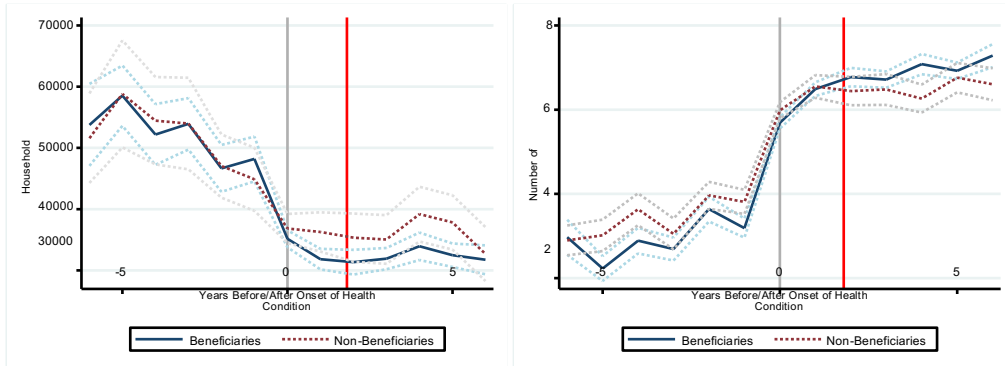 70000
60000
50000
40000
30000
Household
-5
0
5
Years Before/After Onset of Health
Condition
Beneficiaries
Non-Beneficiaries
8
6
4
2
Number of
-5
0
5
Years Before/After Onset of Health
Condition
Beneficiaries
Non-Beneficiaries